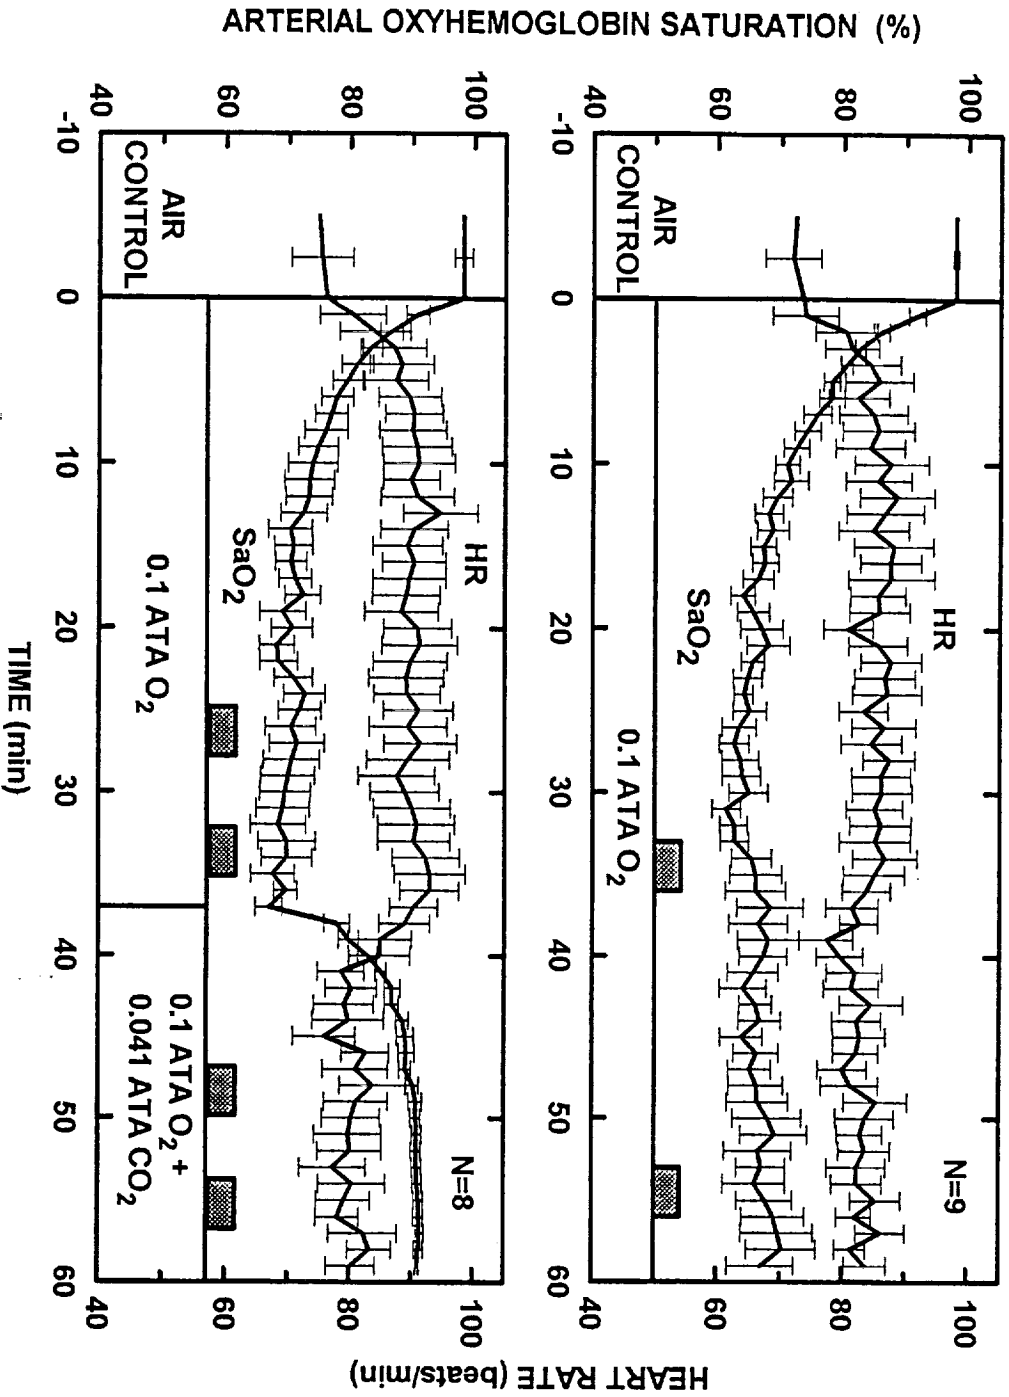 ARTERIAL OXYHEMOGLOBIN SATURATION (%)
100
80
60
40
AIR
CONTROL
HR
SaO2
0.1 ATA O2
N=9
100
80
60
40
-10
0
10
20
30
40
50
60
100
80
60
40
AIR
CONTROL
HR
SaO2
0.1 ATA O2
0.1 ATA O2 +
0.041 ATA CO2
N=8
100
80
60
40
-10
0
10
20
30
40
50
60
TIME (min)
HEART RATE (beats/min)